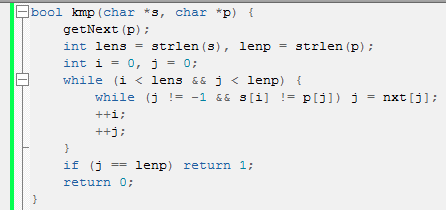 bool kmp(char *s, char *p) {
    getNext(p);
    int lens = strlen(s), lenp = strlen(p);
    int i = 0, j = 0;
    while (i < lens && j < lenp) {
        while (j != -1 && s[i] != p[j]) j = nxt[j];
        ++i;
        ++j;
    }
    if (j == lenp) return 1;
    return 0;
}